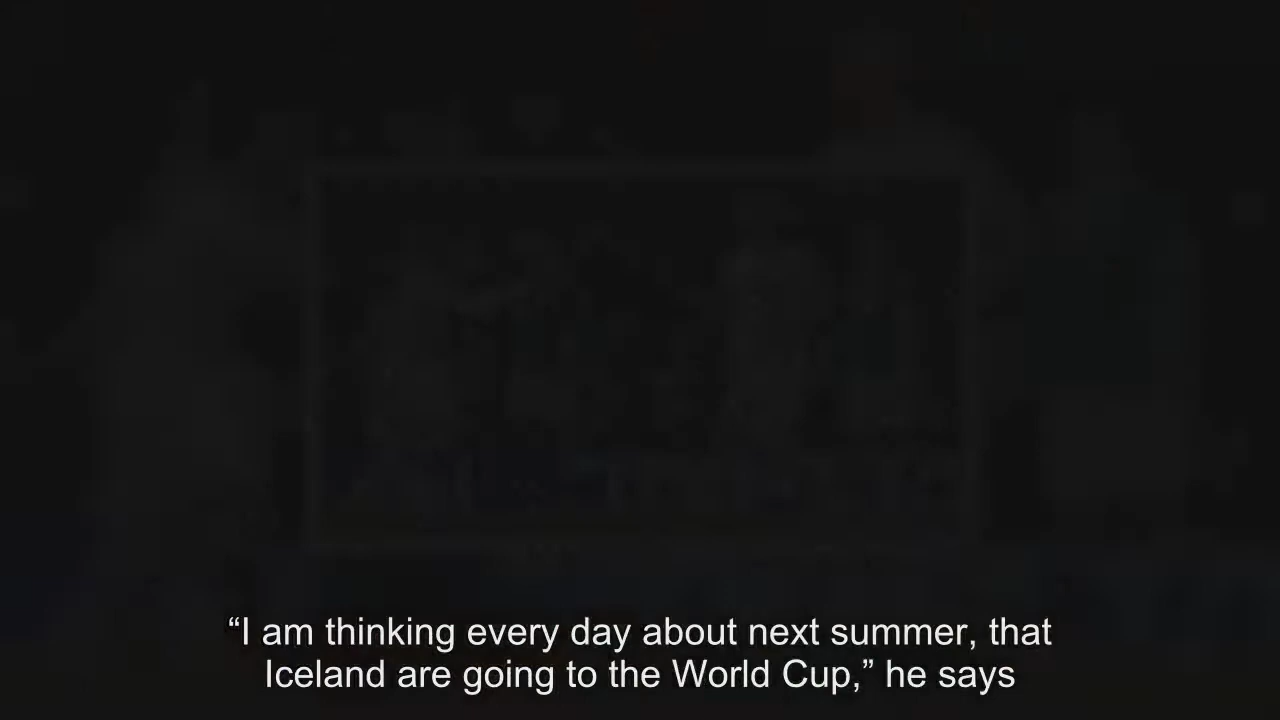 “I am thinking every day about next summer, that
Iceland are going to the World Cup,” he says